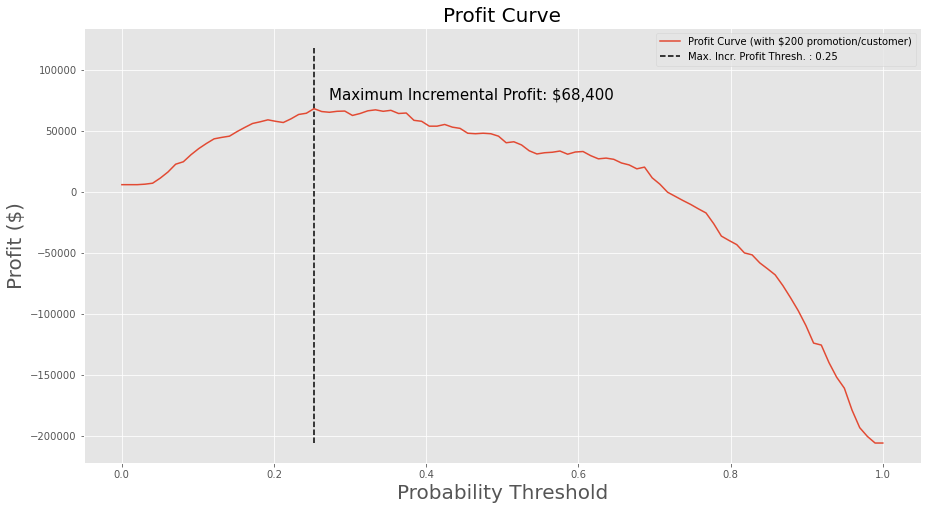 Profit Curve
Profit Curve (with $200 promotion/customer)
Max. Incr. Profit Thresh. : 0.25
Maximum Incremental Profit: $68,400
100000
50000
0
−50000
−100000
−150000
−200000
Profit ($)
0.0 0.2 0.4 0.6 0.8 1.0
Probability Threshold